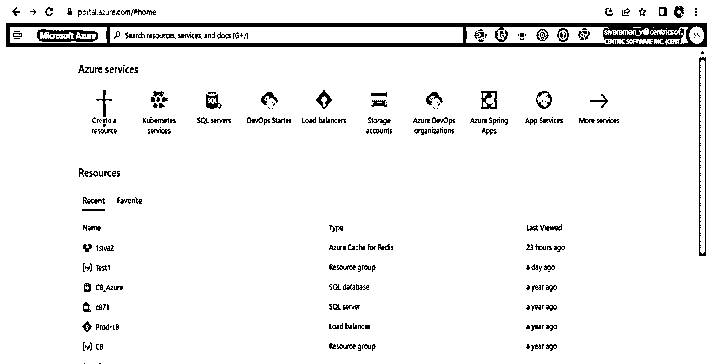 portal.azure.com/#home
Microsoft Azure
Search resources, services, and docs (G+/)
CENTRIC SOFTWARE INC. (CENT...
Azure services
Create a resource
Kubernetes services
SQL servers
DevOps Starter
Load balancers
Storage accounts
Azure DevOps organizations
Azure Spring Apps
App Services
More services
Resources
Recent Favorite
Name Type Last Viewed
1siva2 Azure Cache for Redis 23 hours ago
Test1 Resource group a day ago
CB_Azure SQL database a year ago
cb71 SQL server a year ago
Prod-LB Load balancer a year ago
CB Resource group a year ago